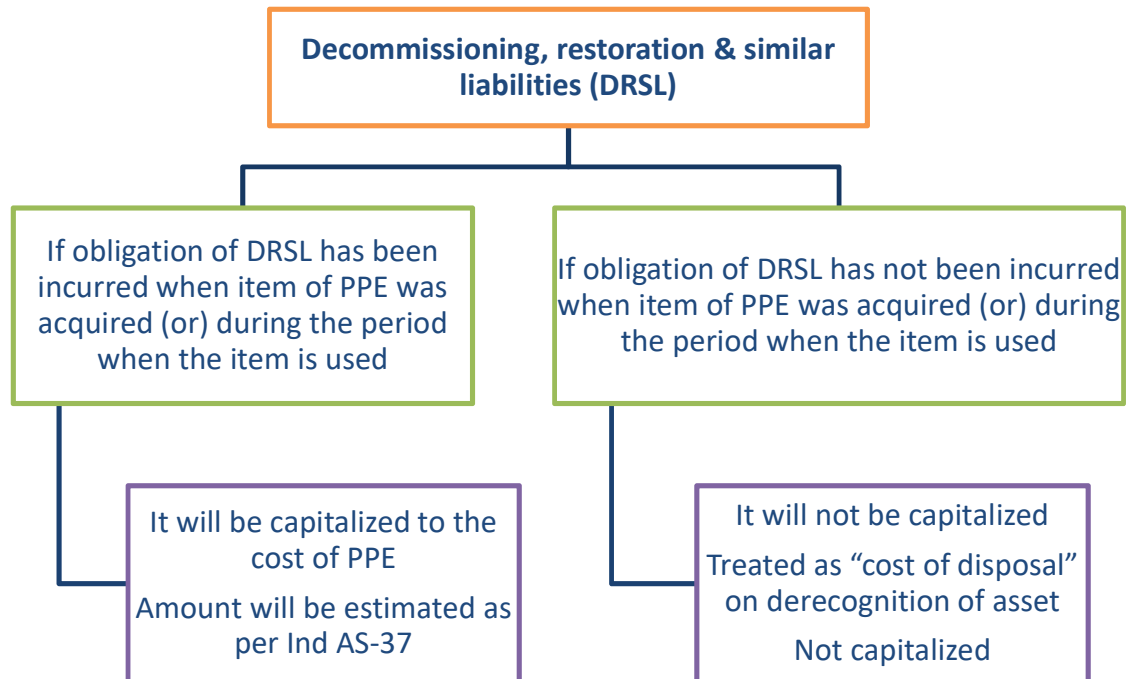 Decommissioning, restoration & similar
liabilities (DRSL)
If obligation of DRSL has been
incurred when item of PPE was
acquired (or) during the period
when the item is used
If obligation of DRSL has not been incurred
when item of PPE was acquired (or) during
the period when the item is used
It will be capitalized to the
cost of PPE
Amount will be estimated as
per Ind AS-37
It will not be capitalized
Treated as “cost of disposal”
on derecognition of asset
Not capitalized